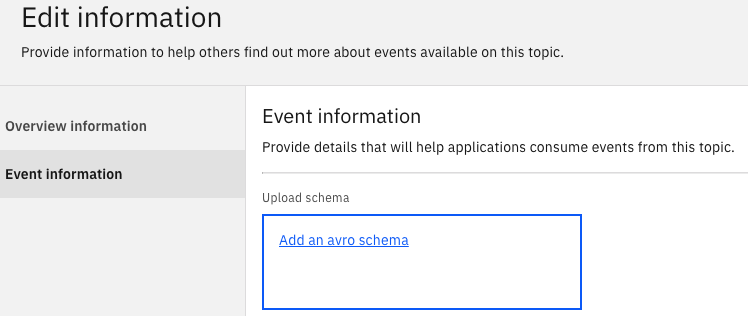 Edit information
Provide information to help others find out more about events available on this topic.
Overview information
Event information
Event information
Provide details that will help applications consume events from this topic.
Upload schema
Add an avro schema